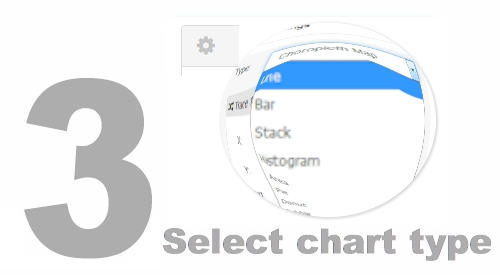 Type
Choropleth Map
Line
Trace
Bar
Stack
X
Histogram
Y
Area
Pie
Donut
3
Select chart type